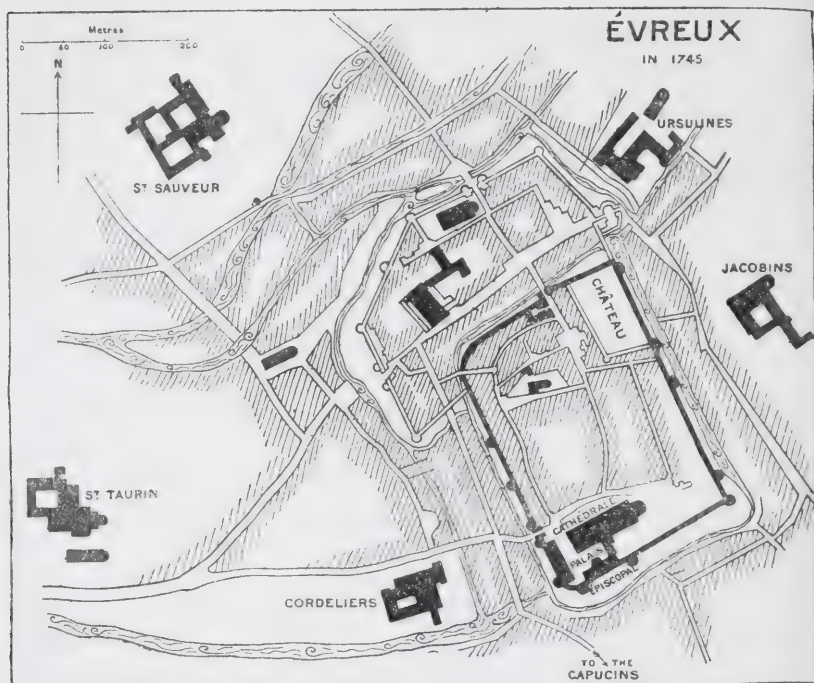 ÉVREUX
IN 1745
Metres
0 50 100 200
N
URSULINES
ST SAUVEUR
JACOBINS
CHÂTEAU
ST TAURIN
CATHÉDRALE
PALAIS
ÉPISCOPAL
CORDELIERS
TO THE
CAPUCINS